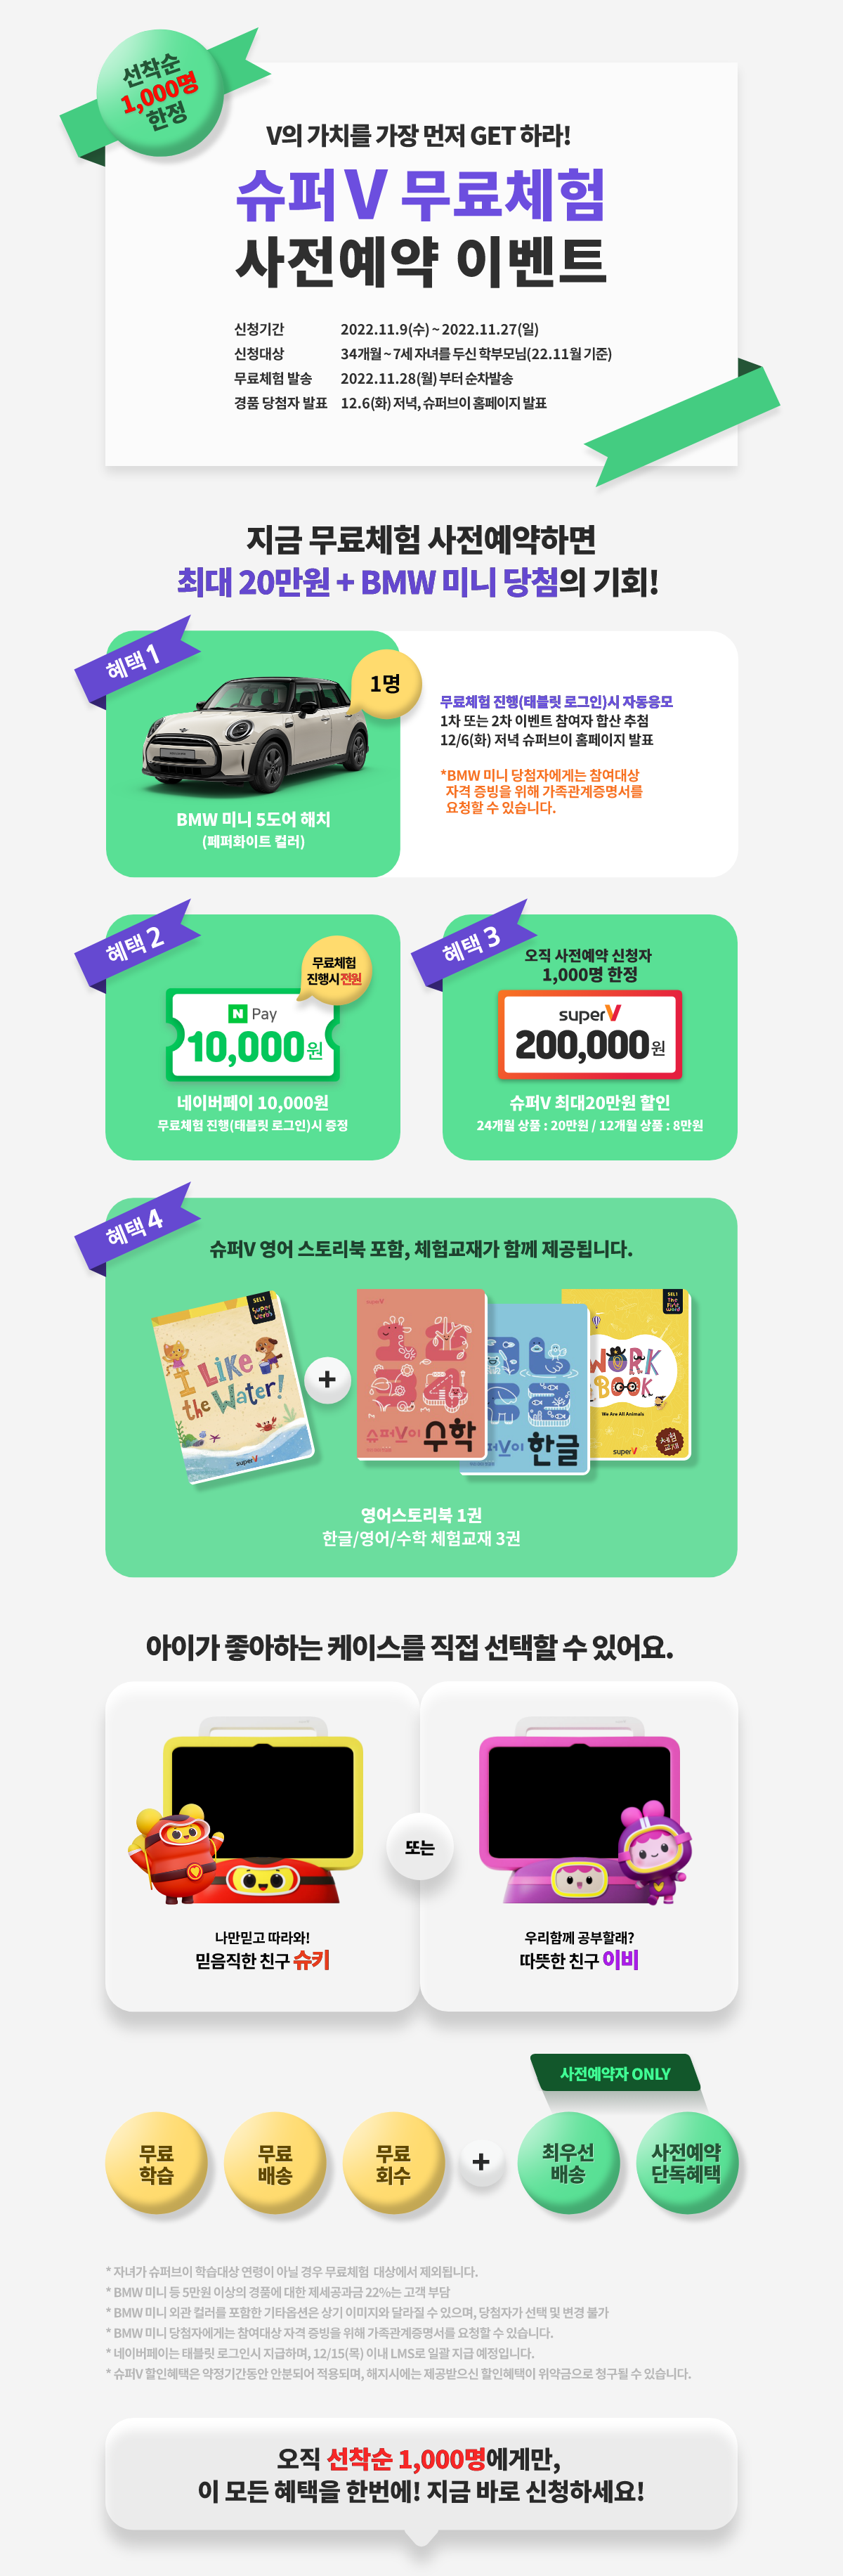 선착순
1,000명
한정
V의 가치를 가장 먼저 GET 하라!
슈퍼V 무료체험
사전예약 이벤트
신청기간 2022.11.9(수) ~ 2022.11.27(일)
신청대상 34개월 ~ 7세 자녀를 두신 학부모님(22.11월 기준)
무료체험 발송 2022.11.28(월) 부터 순차발송
경품 당첨자 발표 12.6(화) 저녁, 슈퍼브이 홈페이지 발표
지금 무료체험 사전예약하면
최대 20만원 + BMW 미니 당첨의 기회!
혜택 1
1명
BMW 미니 5도어 해치
(페퍼화이트 컬러)
무료체험 진행(태블릿 로그인)시 자동응모
1차 또는 2차 이벤트 참여자 합산 추첨
12/6(화) 저녁 슈퍼브이 홈페이지 발표
*BMW 미니 당첨자에게는 참여대상
자격 증빙을 위해 가족관계증명서를
요청할 수 있습니다.
혜택 2
무료체험
진행시 전원
N Pay
10,000원
네이버페이 10,000원
무료체험 진행(태플릿 로그인)시 증정
혜택 3
오직 사전예약 신청자
1,000명 한정
superV
200,000원
슈퍼V 최대20만원 할인
24개월 상품 : 20만원 / 12개월 상품 : 8만원
혜택 4
슈퍼V 영어 스토리북 포함, 체험교재가 함께 제공됩니다.
SEL1
Super
Words
I Like
the Water!
superV
+
1 2
3 4
슈퍼V이 수학
한글
SEL1
The
First
Word
WORK
BOOK
We Are All Animals
superV
체험
교재
영어스토리북 1권
한글/영어/수학 체험교재 3권
아이가 좋아하는 케이스를 직접 선택할 수 있어요.
또는
나만믿고 따라와!
믿음직한 친구 슈키
우리함께 공부할래?
따뜻한 친구 이비
사전예약자 ONLY
무료
학습
무료
배송
무료
회수
+
최우선
배송
사전예약
단독혜택
* 자녀가 슈퍼브이 학습대상 연령이 아닐 경우 무료체험 대상에서 제외됩니다.
* BMW 미니 등 5만원 이상의 경품에 대한 제세공과금 22%는 고객 부담
* BMW 미니 외관 컬러를 포함한 기타옵션은 상기 이미지와 달라질 수 있으며, 당첨자가 선택 및 변경 불가
* BMW 미니 당첨자에게는 참여대상 자격 증빙을 위해 가족관계증명서를 요청할 수 있습니다.
* 네이버페이는 태블릿 로그인시 지급하며, 12/15(목) 이내 LMS로 일괄 지급 예정입니다.
* 슈퍼V 할인혜택은 약정기간동안 안분되어 적용되며, 해지시에는 제공받으신 할인혜택이 위약금으로 청구될 수 있습니다.
오직 선착순 1,000명에게만,
이 모든 혜택을 한번에! 지금 바로 신청하세요!